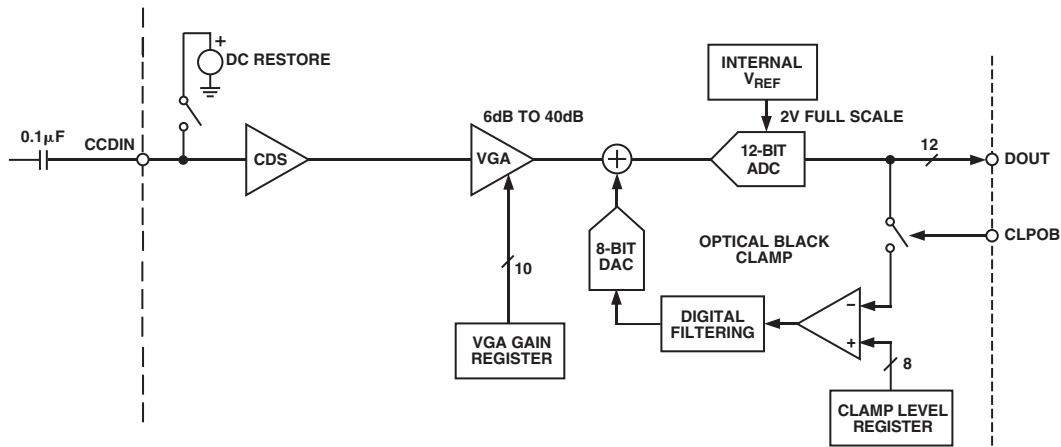 INTERNAL
VREF
+
DC RESTORE
0.1µF
CCDIN
6dB TO 40dB
2V FULL SCALE
CDS
VGA
+
12-BIT
ADC
12
DOUT
CLPOB
8-BIT
DAC
OPTICAL BLACK
CLAMP
10
–
+
DIGITAL
FILTERING
VGA GAIN
REGISTER
8
CLAMP LEVEL
REGISTER